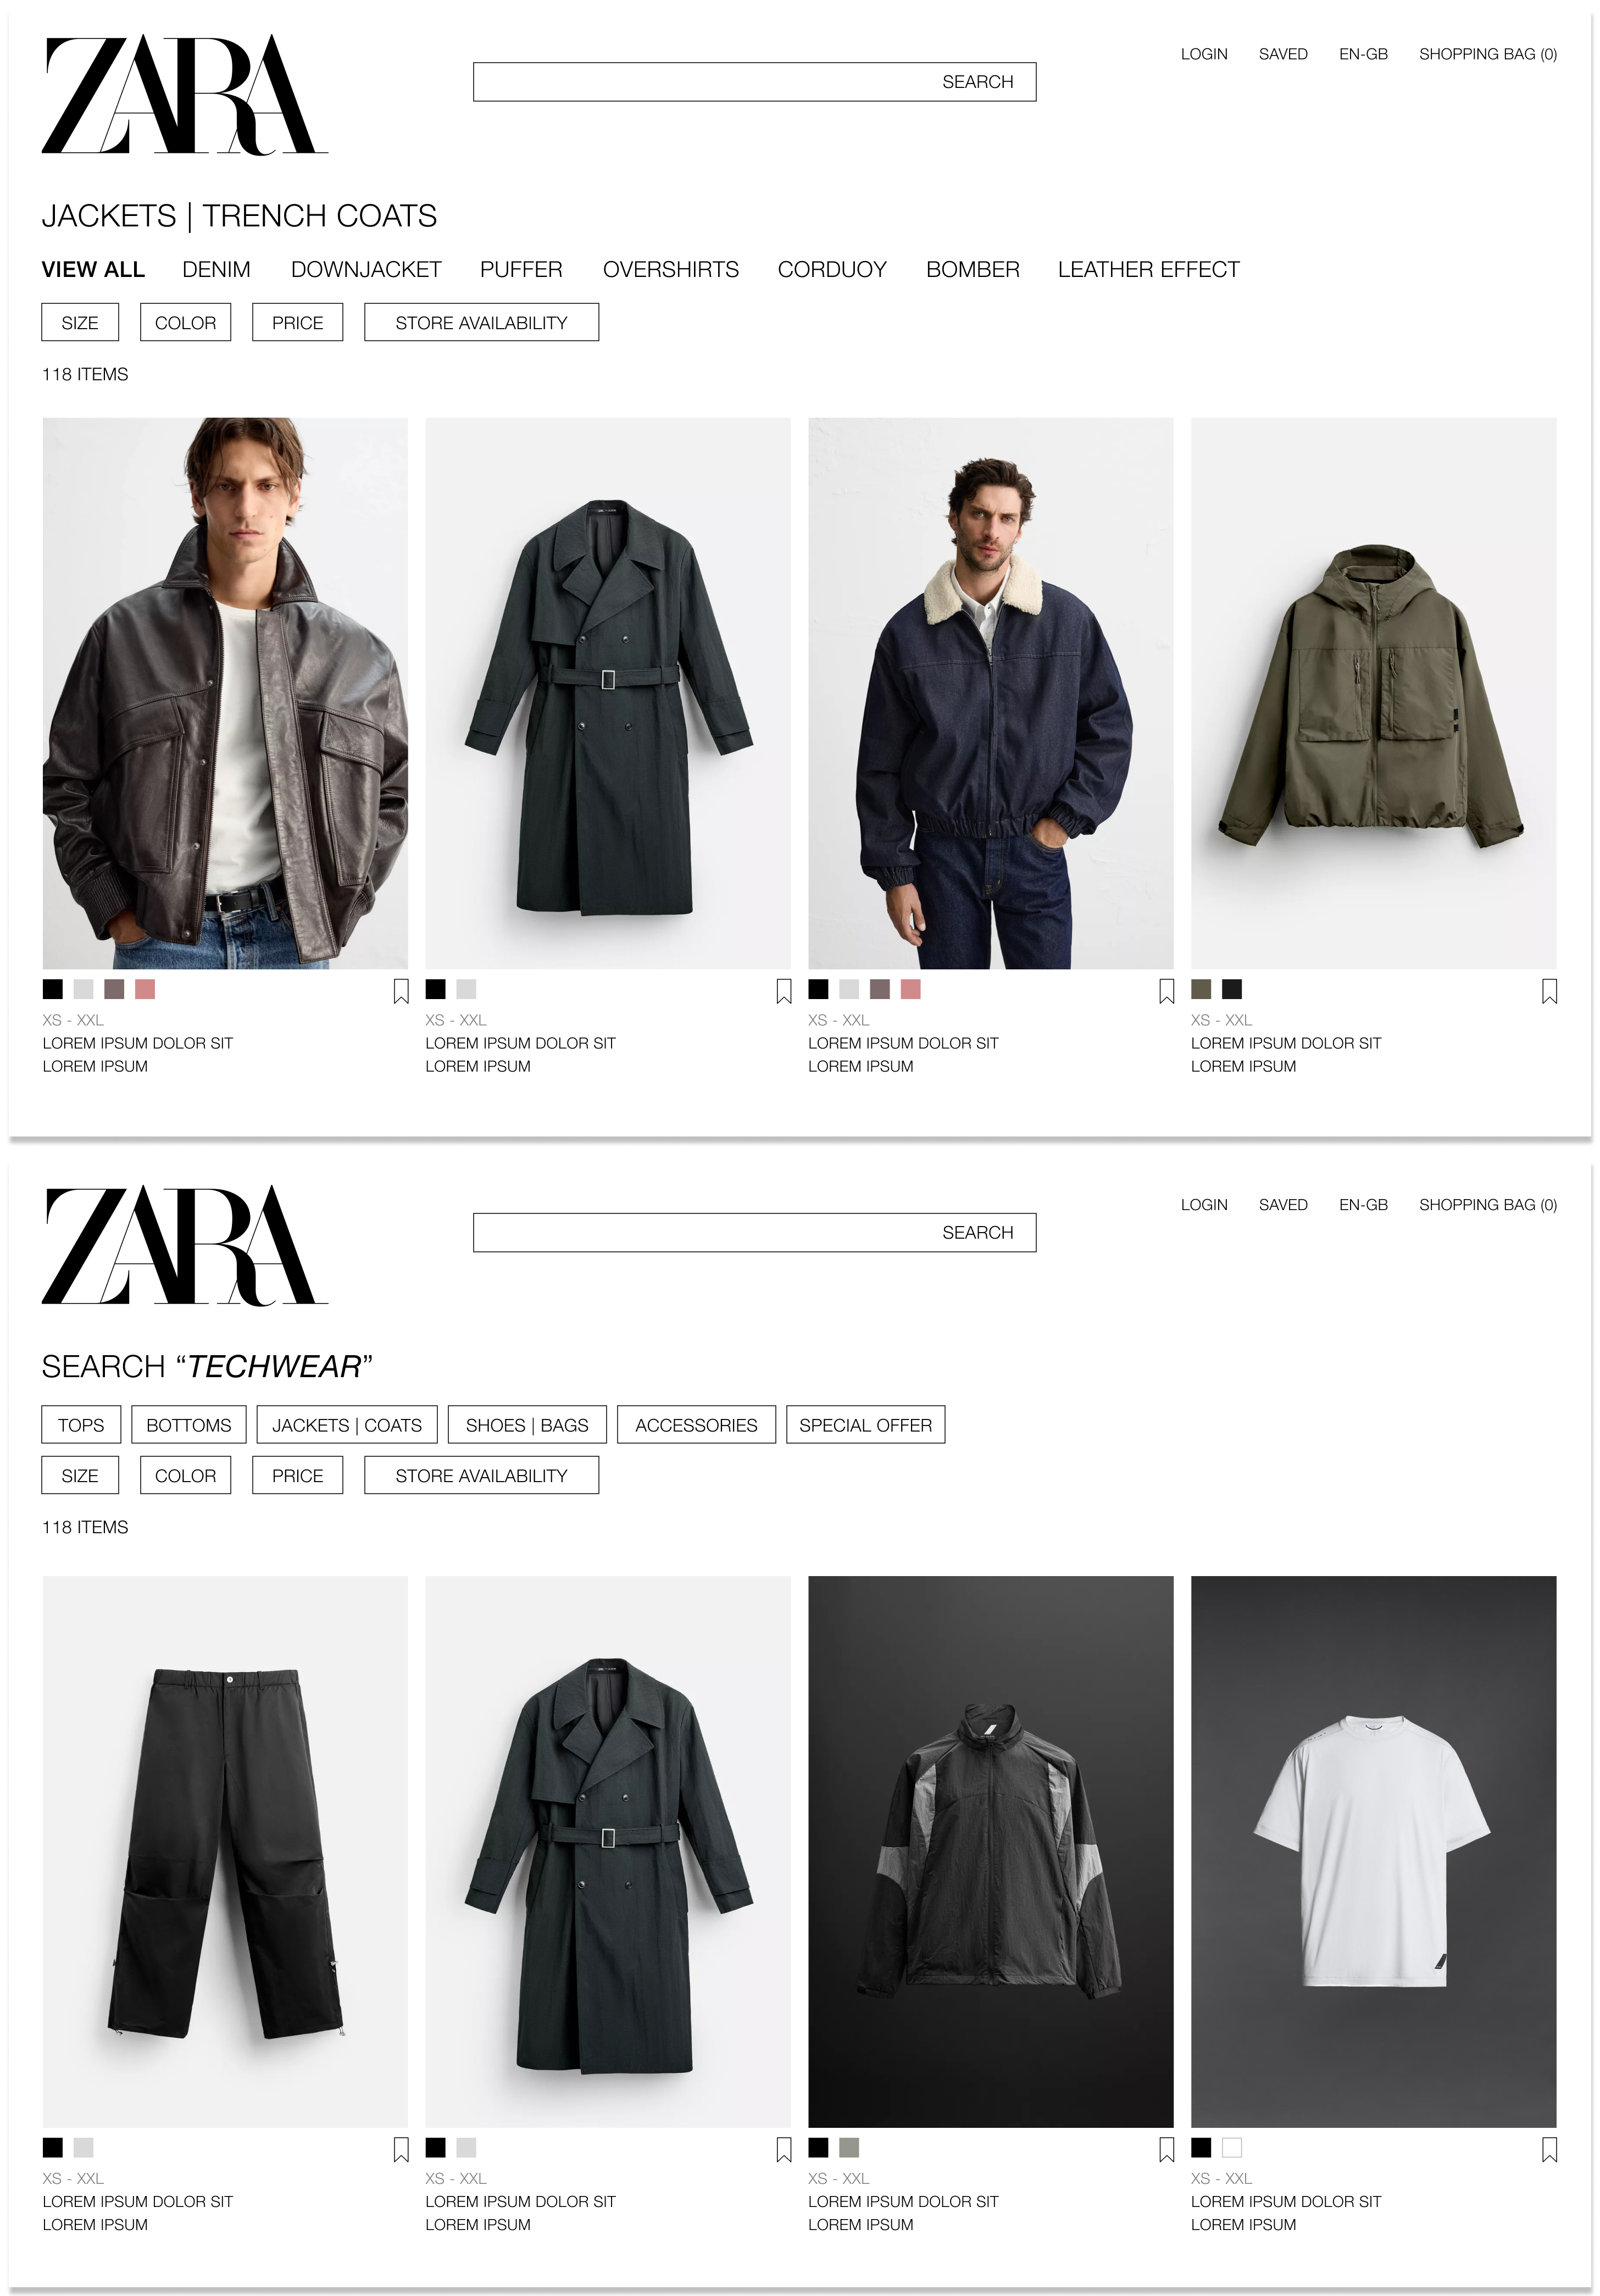 ZARA
SEARCH
LOGIN SAVED EN-GB SHOPPING BAG (0)
JACKETS | TRENCH COATS
VIEW ALL DENIM DOWNJACKET PUFFER OVERSHIRTS CORDUOY BOMBER LEATHER EFFECT
SIZE COLOR PRICE STORE AVAILABILITY
118 ITEMS
XS - XXL
LOREM IPSUM DOLOR SIT
LOREM IPSUM
XS - XXL
LOREM IPSUM DOLOR SIT
LOREM IPSUM
XS - XXL
LOREM IPSUM DOLOR SIT
LOREM IPSUM
XS - XXL
LOREM IPSUM DOLOR SIT
LOREM IPSUM
ZARA
SEARCH
LOGIN SAVED EN-GB SHOPPING BAG (0)
SEARCH “TECHWEAR”
TOPS BOTTOMS JACKETS | COATS SHOES | BAGS ACCESSORIES SPECIAL OFFER
SIZE COLOR PRICE STORE AVAILABILITY
118 ITEMS
XS - XXL
LOREM IPSUM DOLOR SIT
LOREM IPSUM
XS - XXL
LOREM IPSUM DOLOR SIT
LOREM IPSUM
XS - XXL
LOREM IPSUM DOLOR SIT
LOREM IPSUM
XS - XXL
LOREM IPSUM DOLOR SIT
LOREM IPSUM